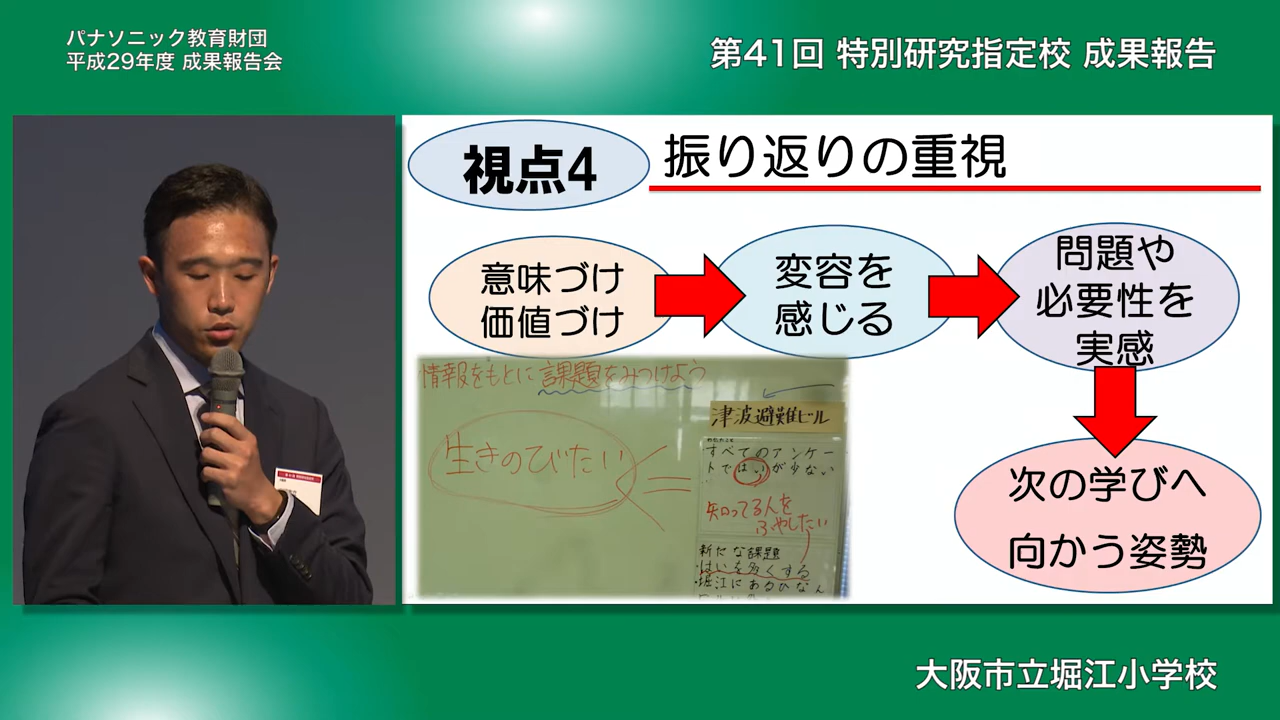 パナソニック教育財団
平成29年度 成果報告会
第41回 特別研究指定校 成果報告
視点4
振り返りの重視
意味づけ
価値づけ
変容を
感じる
問題や
必要性を
実感
次の学びへ
向かう姿勢
情報をもとに課題をみつけよう
生きのびたい
津波避難ビル
すべてのアンケー
トではいが少ない
知ってる人を
ふやしたい
新たな課題
・はいを多くする
・堀江にあるひなん
大阪市立堀江小学校